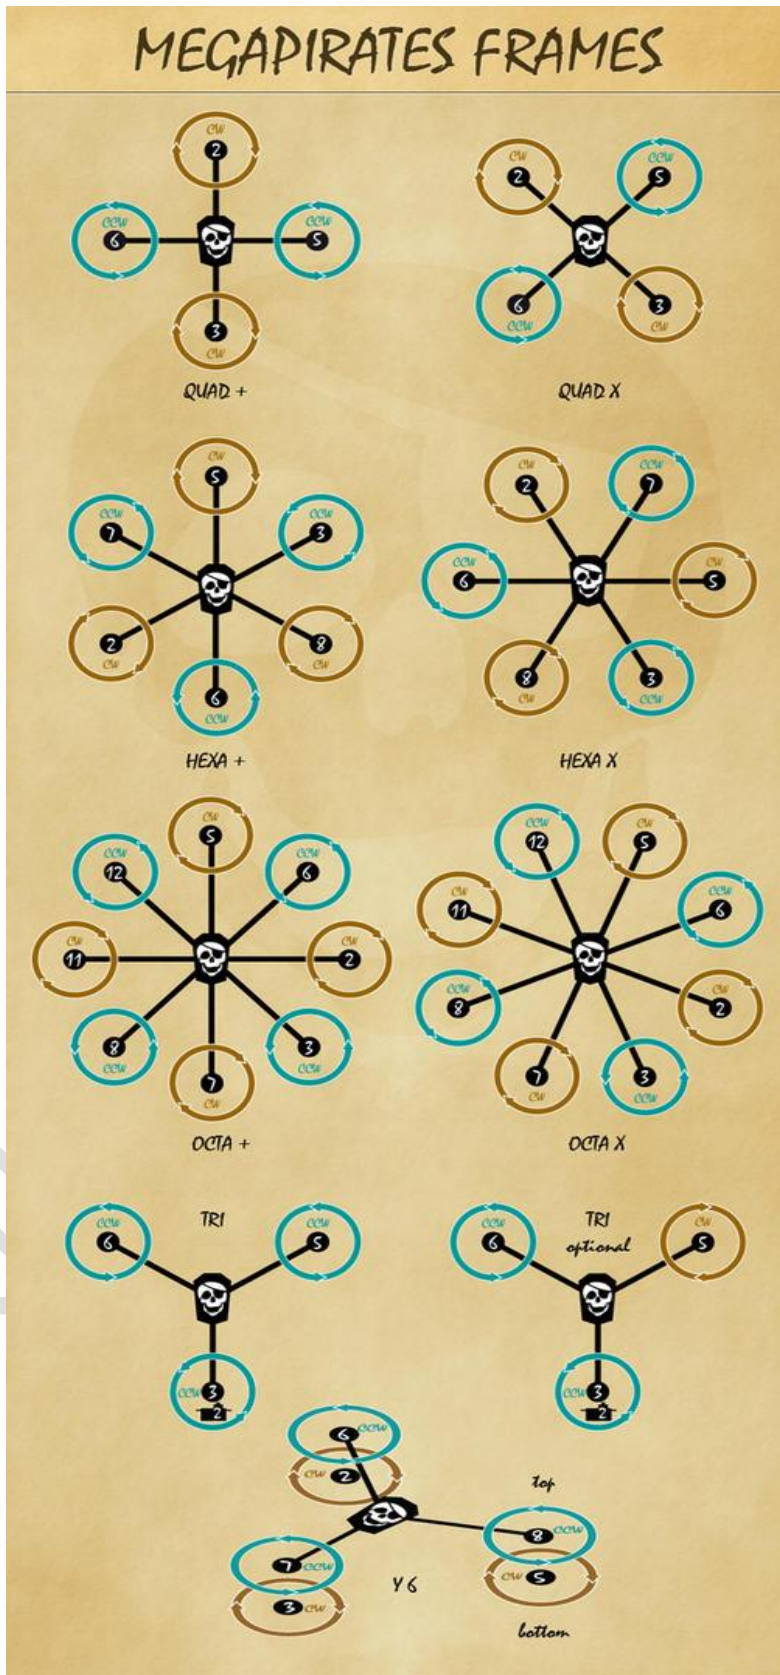 MEGAPIRATES FRAMES
CW
2
CCW
6
CCW
5
3
CW
QUAD +
CW
2
CCW
5
6
CCW
3
CW
QUAD X
CW
5
CCW
7
CCW
3
2
CW
8
CW
6
CCW
HEXA +
CW
2
CCW
7
CCW
6
CW
5
8
CW
3
CCW
HEXA X
CW
5
CCW
12
CCW
6
CW
11
CW
2
8
CCW
3
CCW
7
CW
OCTA +
CCW
12
CW
5
CW
11
CCW
6
CCW
8
2
CW
7
CW
3
CCW
OCTA X
TRI
CCW
6
CCW
5
CCW 3
2
TRI
optional
CCW
6
CW
5
CCW 3
2
6 CCW
CW 2
top
8 CCW
CW 5
7 CCW
3 CW
Y 6
bottom